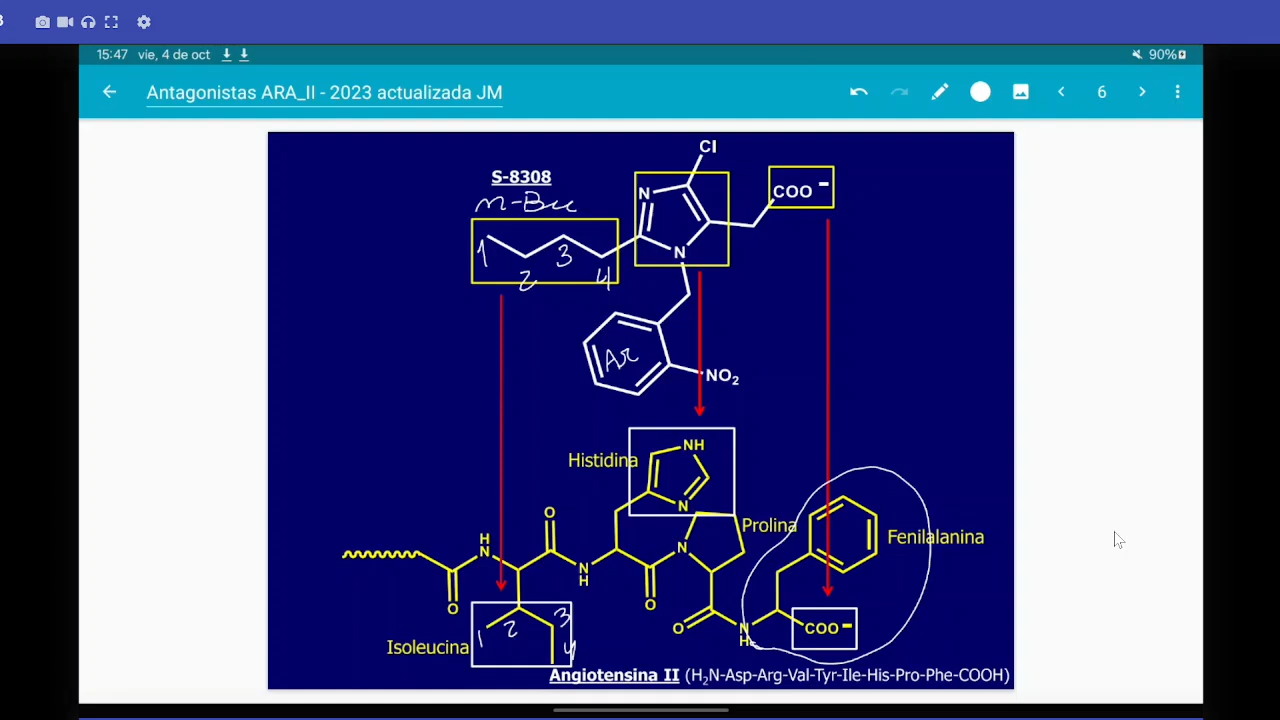 3
15:47 vie, 4 de oct
90%
Antagonistas ARA_II - 2023 actualizada JM
6
Cl
S-8308
COO -
N
n-Bu
1 2 3 4
N
Ar
NO2
NH
Histidina
N
O
Prolina
Fenilalanina
H
N
N
N
H
O
O
O
N
H
COO-
1 2 3 4
Isoleucina
Angiotensina II (H2N-Asp-Arg-Val-Tyr-Ile-His-Pro-Phe-COOH)